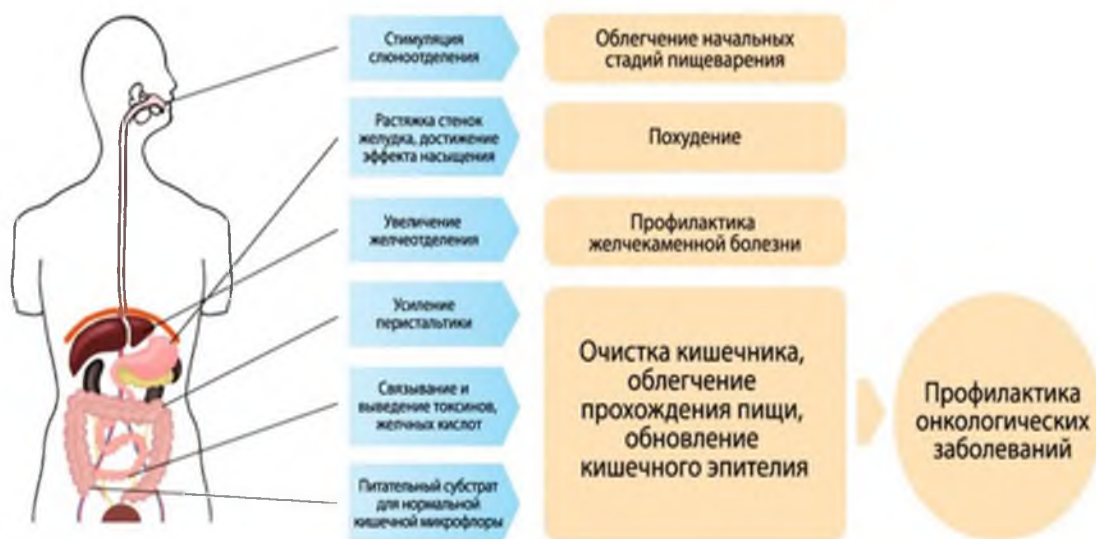 Стимуляция
слюноотделения
Облегчение начальных
стадий пищеварения
Растяжка стенок
желудка, достижение
эффекта насыщения
Похудение
Увеличение
желчеотделения
Профилактика
желчекаменной болезни
Усиление
перистальтики
Связывание и
выведение токсинов,
желчных кислот
Питательный субстрат
для нормальной
кишечной микрофлоры
Очистка кишечника,
облегчение
прохождения пищи,
обновление
кишечного эпителия
Профилактика
онкологических
заболеваний